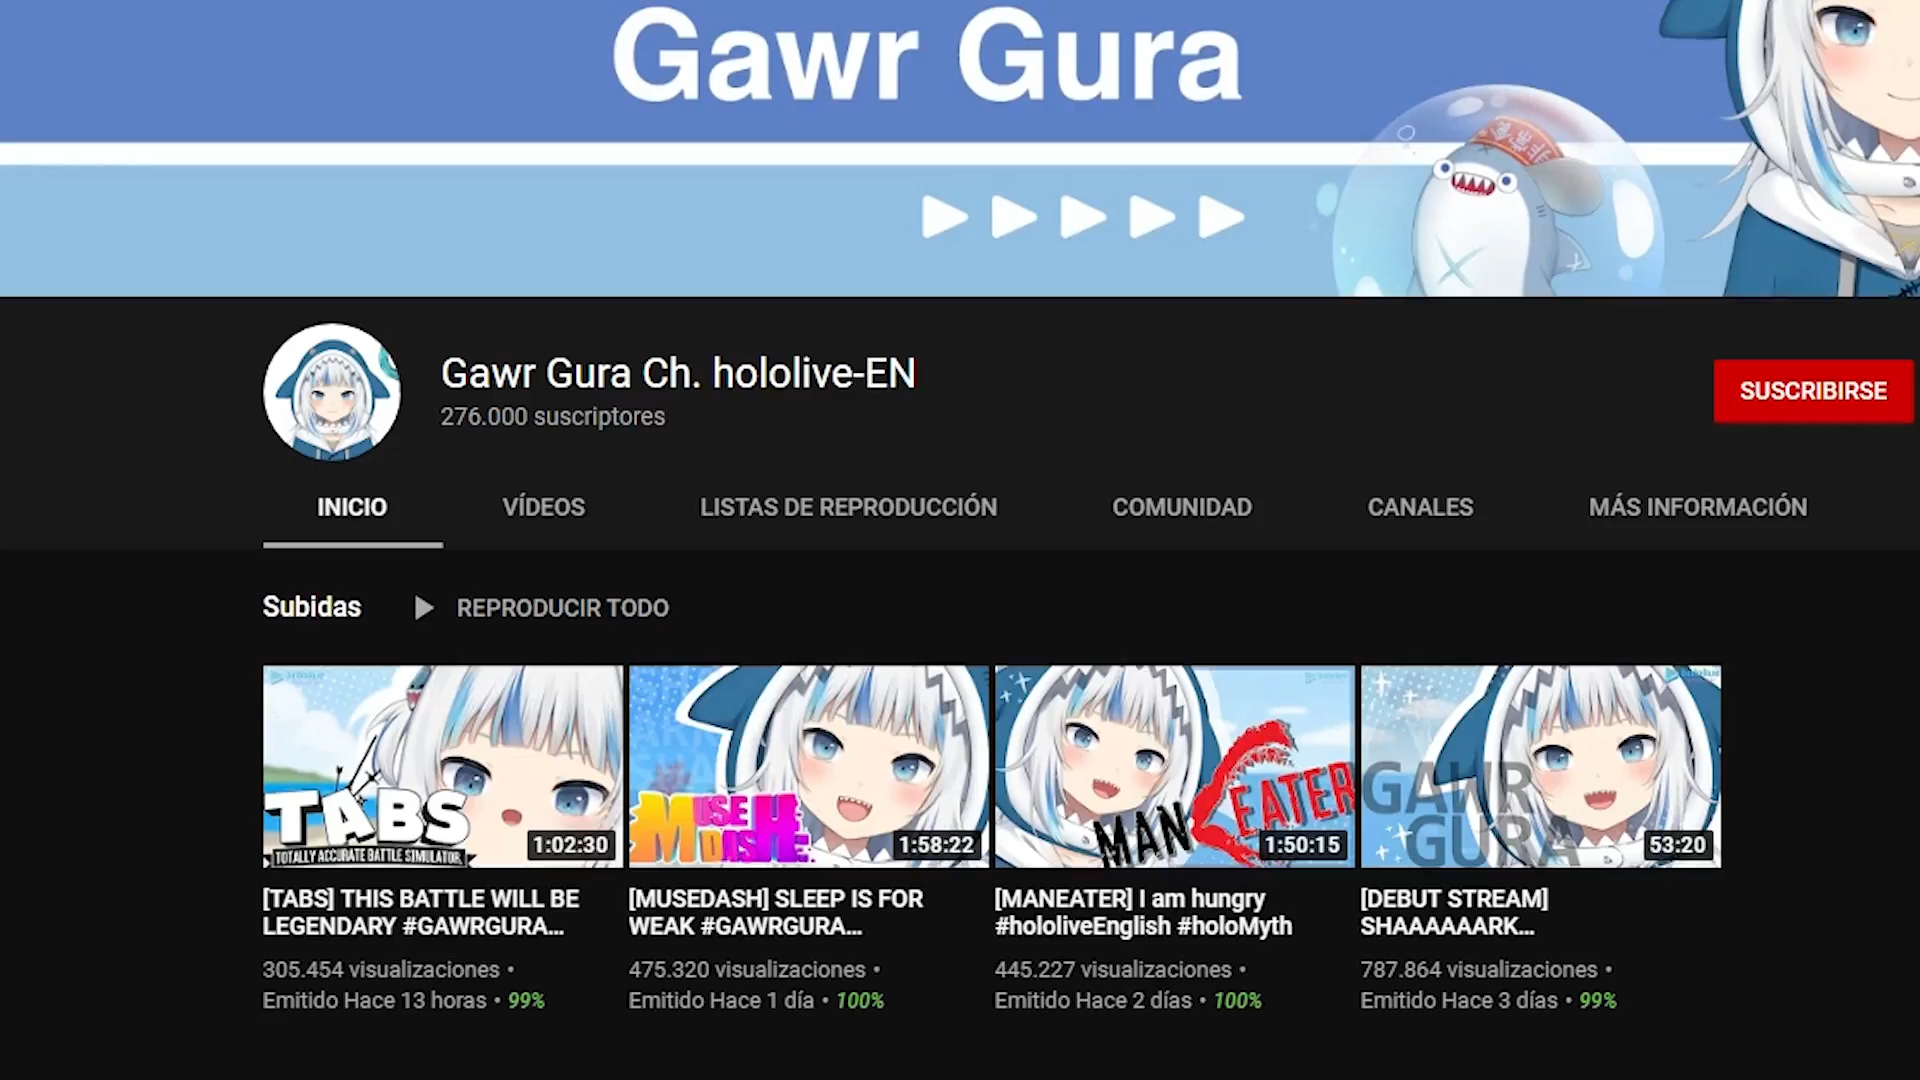 Gawr Gura
Gawr Gura Ch. hololive-EN
276.000 suscriptores
SUSCRIBIRSE
INICIO
VÍDEOS
LISTAS DE REPRODUCCIÓN
COMUNIDAD
CANALES
MÁS INFORMACIÓN
Subidas
REPRODUCIR TODO
TABS
TOTALLY ACCURATE BATTLE SIMULATOR
1:02:30
MUSE
DASH
1:58:22
MAN
EATER
1:50:15
GAWR
GURA
53:20
[TABS] THIS BATTLE WILL BE
LEGENDARY #GAWRGURA...
305.454 visualizaciones •
Emitido Hace 13 horas • 99%
[MUSEDASH] SLEEP IS FOR
WEAK #GAWRGURA...
475.320 visualizaciones •
Emitido Hace 1 día • 100%
[MANEATER] I am hungry
#hololiveEnglish #holoMyth
445.227 visualizaciones •
Emitido Hace 2 días • 100%
[DEBUT STREAM]
SHAAAAAARK...
787.864 visualizaciones •
Emitido Hace 3 días • 99%